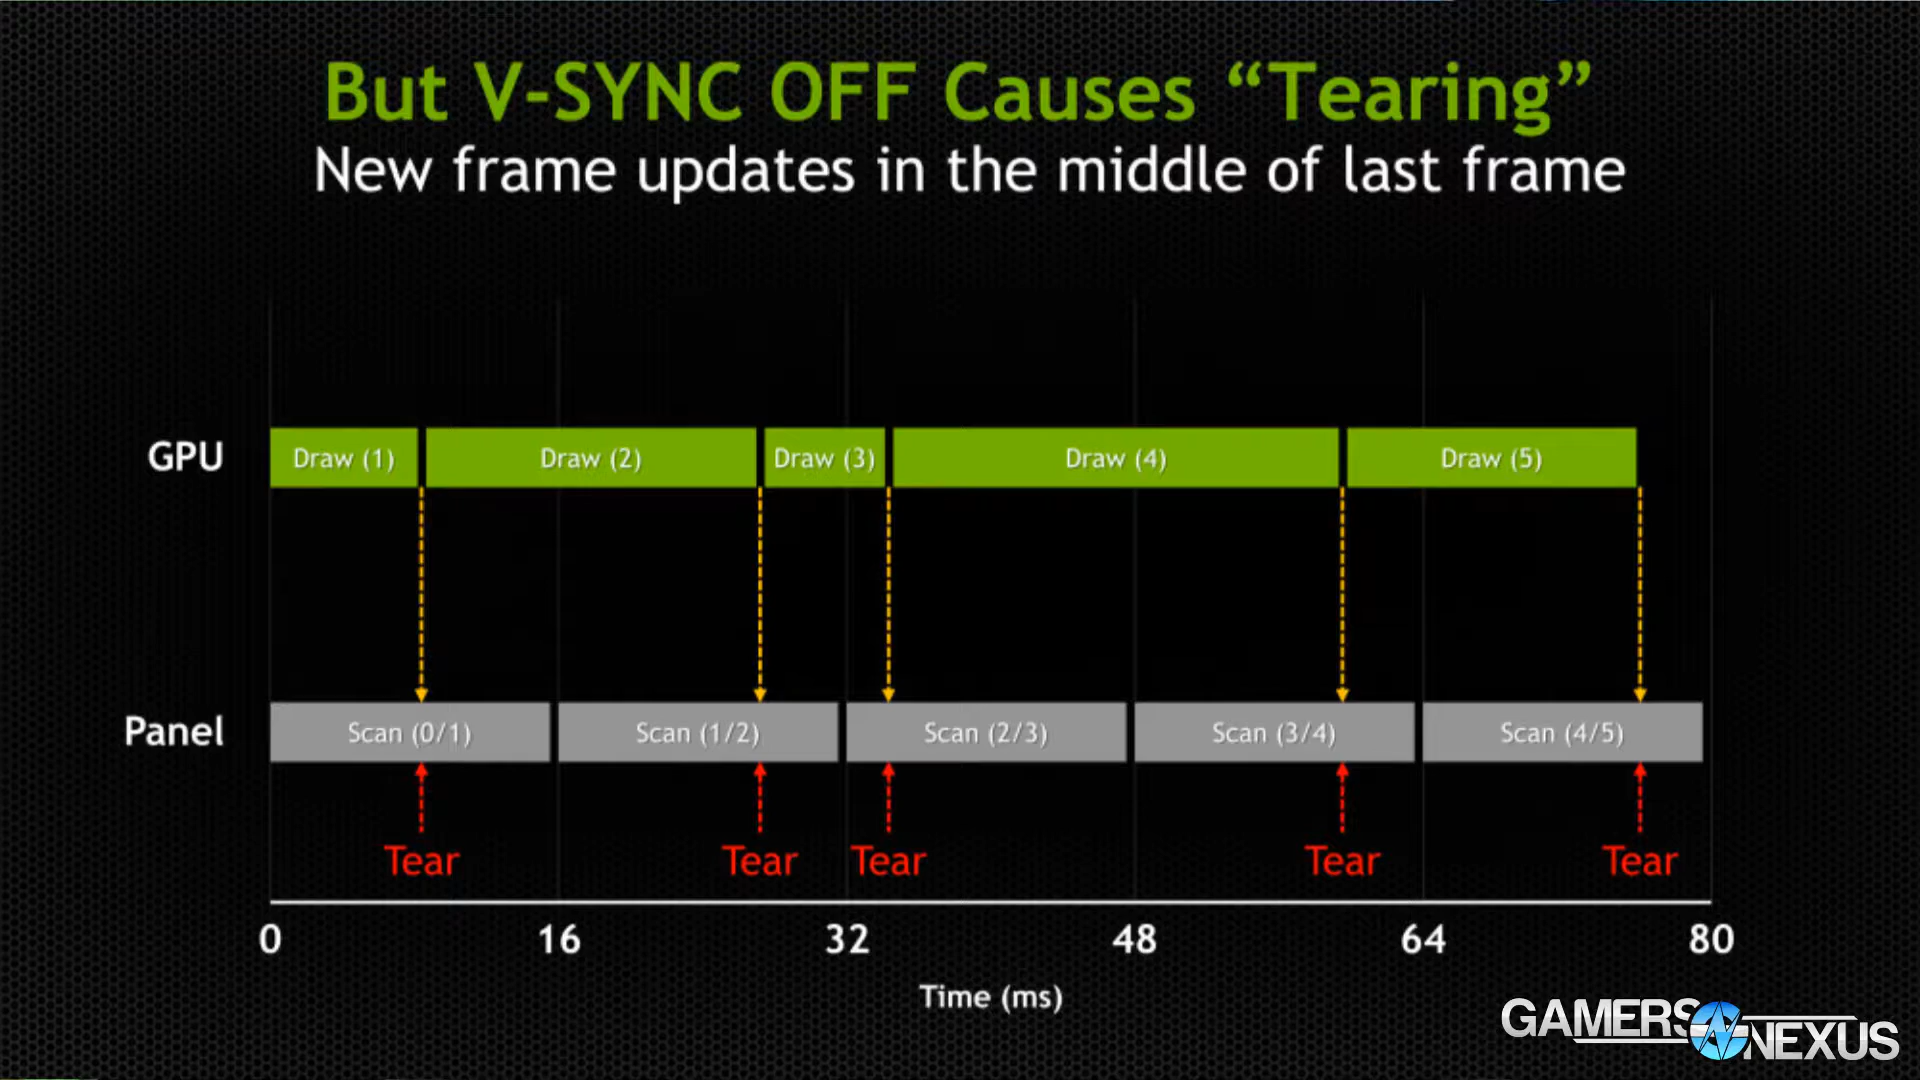 But V-SYNC OFF Causes “Tearing”
New frame updates in the middle of last frame
GPU
Draw (1)
Draw (2)
Draw (3)
Draw (4)
Draw (5)
Panel
Scan (0/1)
Scan (1/2)
Scan (2/3)
Scan (3/4)
Scan (4/5)
Tear
Tear
Tear
Tear
Tear
0
16
32
48
64
80
Time (ms)
GAMERS
NEXUS